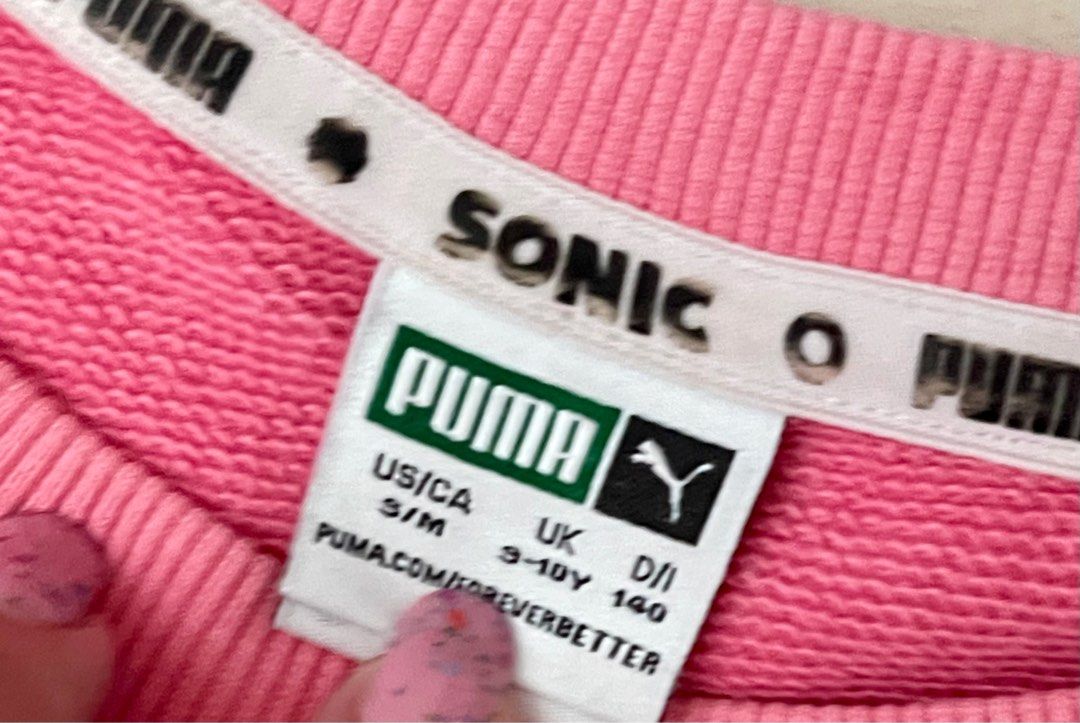 PUMA SONIC PUMA
PUMA
US/CA UK D/I
S/M 9-10Y 140
PUMA.COM/FOREVERBETTER